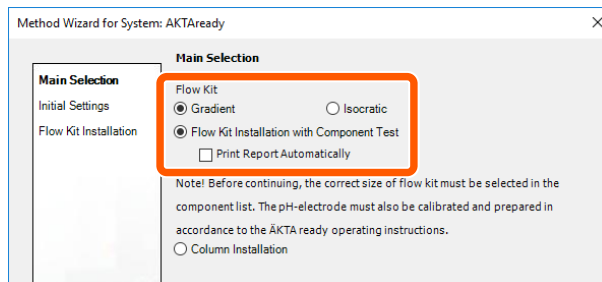 Method Wizard for System: AKTAready
Main Selection
Main Selection
Initial Settings
Flow Kit Installation
Flow Kit
Gradient
Isocratic
Flow Kit Installation with Component Test
Print Report Automatically
Note! Before continuing, the correct size of flow kit must be selected in the
component list. The pH-electrode must also be calibrated and prepared in
accordance to the ÄKTA ready operating instructions.
Column Installation